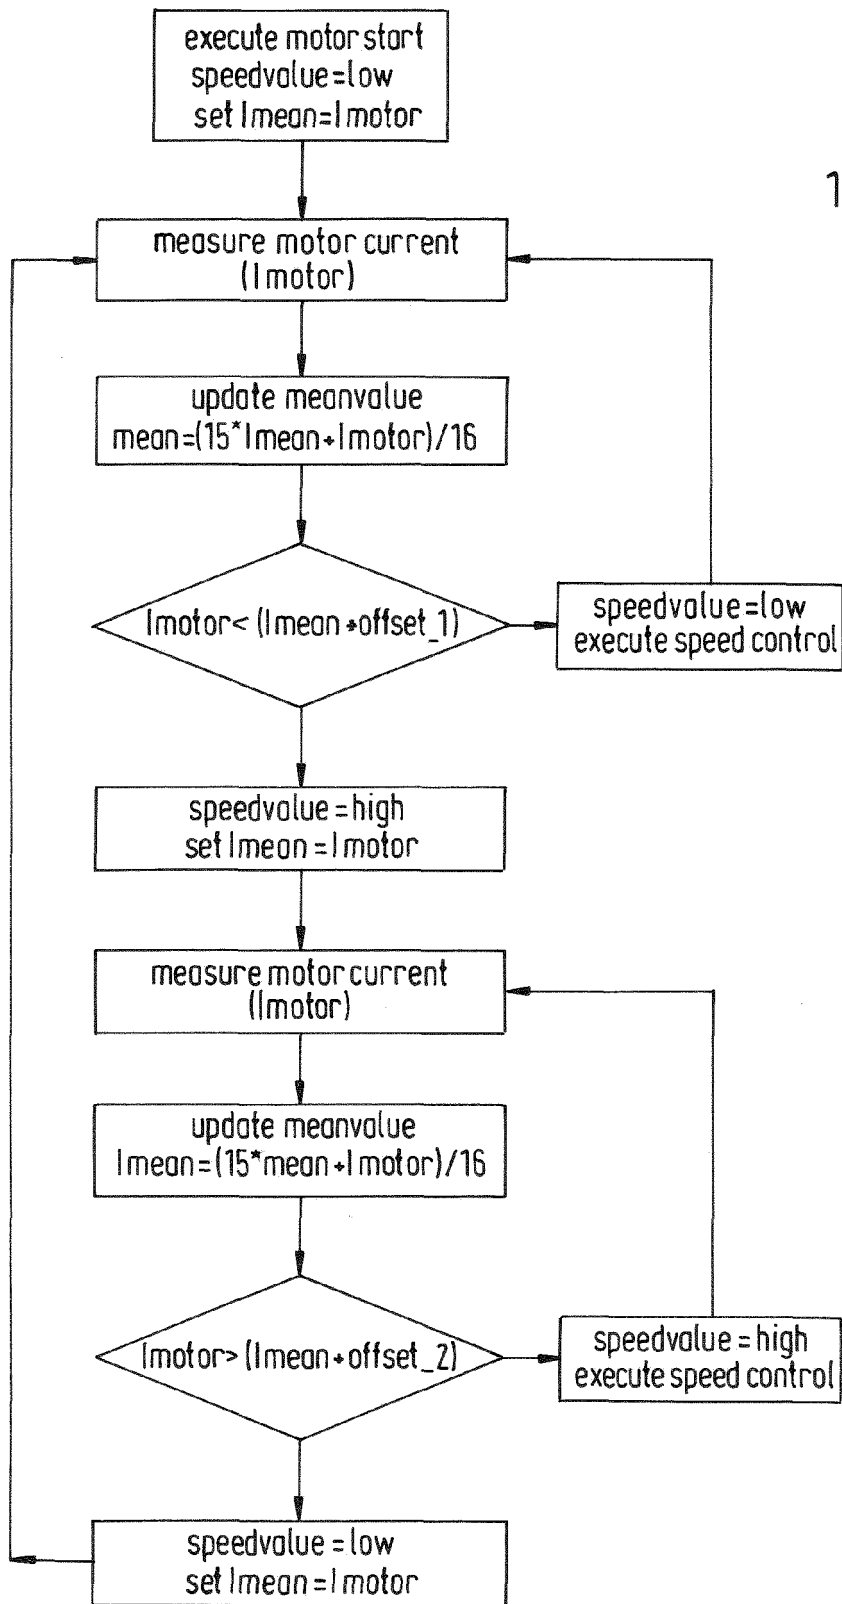 execute motor start
speedvalue=low
set Imean=Imotor
1
measure motor current
(Imotor)
update meanvalue
mean=(15*Imean+Imotor)/16
Imotor< (Imean+offset_1)
speedvalue=low
execute speed control
speedvalue=high
set Imean=Imotor
measure motor current
(Imotor)
update meanvalue
Imean=(15*mean+Imotor)/16
Imotor> (Imean+offset_2)
speedvalue=high
execute speed control
speedvalue=low
set Imean=Imotor